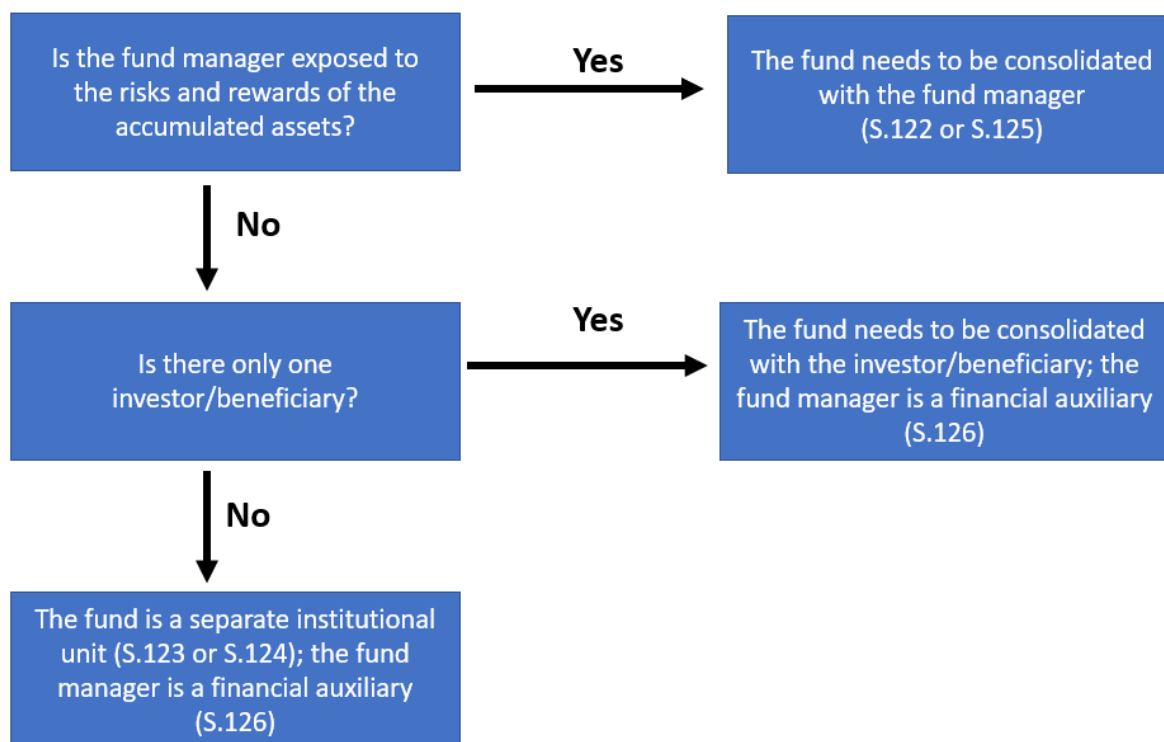 Is the fund manager exposed to
the risks and rewards of the
accumulated assets?
Yes
The fund needs to be consolidated
with the fund manager
(S.122 or S.125)
No
Is there only one
investor/beneficiary?
Yes
The fund needs to be consolidated
with the investor/beneficiary; the
fund manager is a financial auxiliary
(S.126)
No
The fund is a separate institutional
unit (S.123 or S.124); the fund
manager is a financial auxiliary
(S.126)